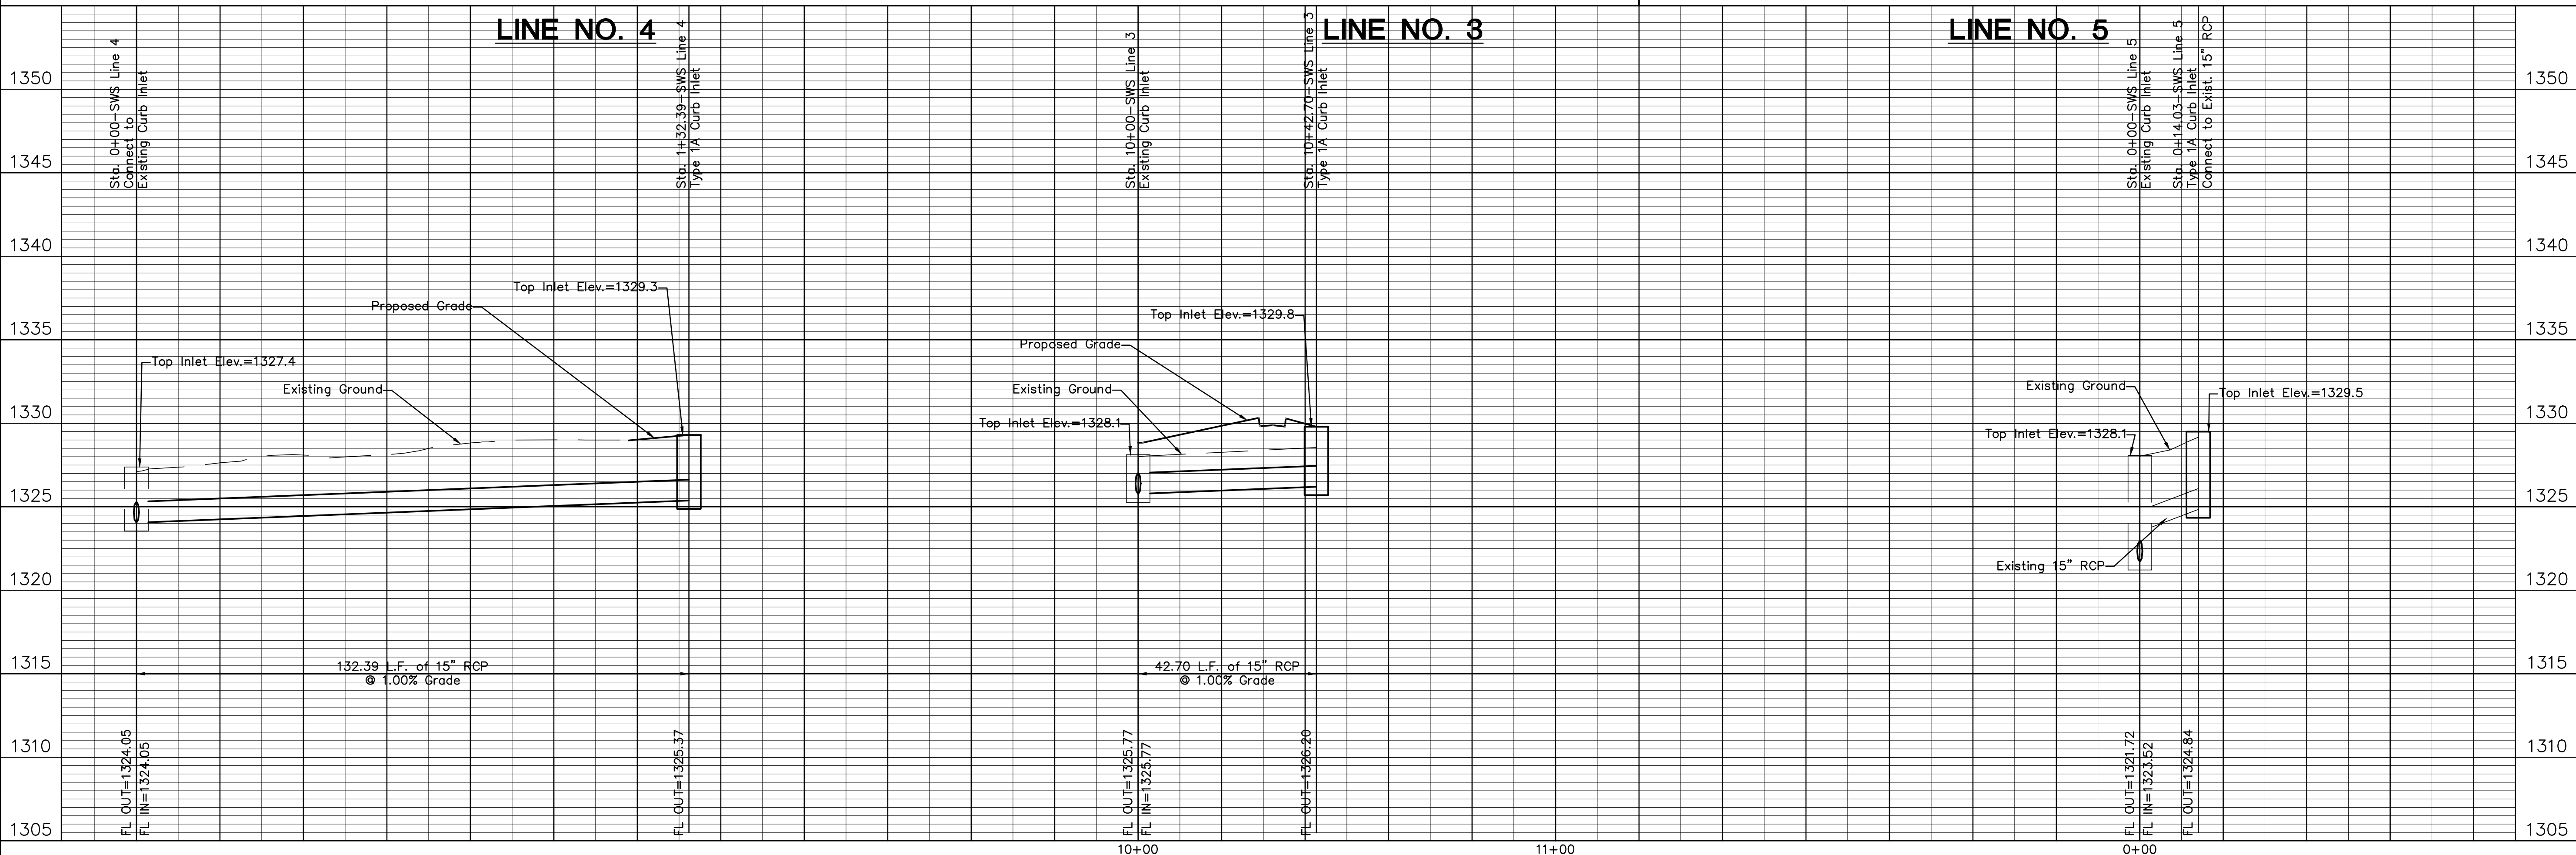 LINE NO. 4
LINE NO. 3
LINE NO. 5
1350
1345
1340
1335
1330
1325
1320
1315
1310
1305
Sta. 0+00-SWS Line 4
Connect to
Existing Curb Inlet
Sta. 1+32.39-SWS Line 4
Type 1A Curb Inlet
Top Inlet Elev.=1329.3
Proposed Grade
Top Inlet Elev.=1327.4
Existing Ground
132.39 L.F. of 15" RCP
@ 1.00% Grade
FL OUT=1324.05
FL IN=1324.05
FL OUT=1325.37
Sta. 10+00-SWS Line 3
Existing Curb Inlet
Sta. 10+42.70-SWS Line 3
Type 1A Curb Inlet
Top Inlet Elev.=1329.8
Proposed Grade
Existing Ground
Top Inlet Elev.=1328.1
42.70 L.F. of 15" RCP
@ 1.00% Grade
FL OUT=1325.77
FL IN=1325.77
FL OUT=1326.20
10+00
11+00
Sta. 0+00-SWS Line 5
Existing Curb Inlet
Sta. 0+14.03-SWS Line 5
Type 1A Curb Inlet
Connect to Exist. 15" RCP
Existing Ground
Top Inlet Elev.=1329.5
Top Inlet Elev.=1328.1
Existing 15" RCP
FL OUT=1321.72
FL IN=1323.52
FL OUT=1324.84
0+00
1350
1345
1340
1335
1330
1325
1320
1315
1310
1305